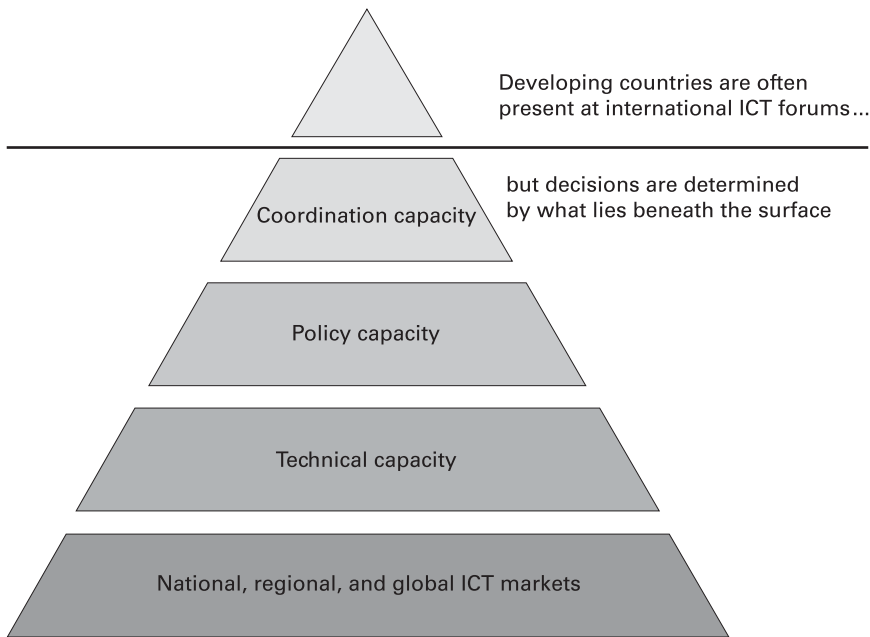 Developing countries are often
present at international ICT forums...
but decisions are determined
by what lies beneath the surface
Coordination capacity
Policy capacity
Technical capacity
National, regional, and global ICT markets